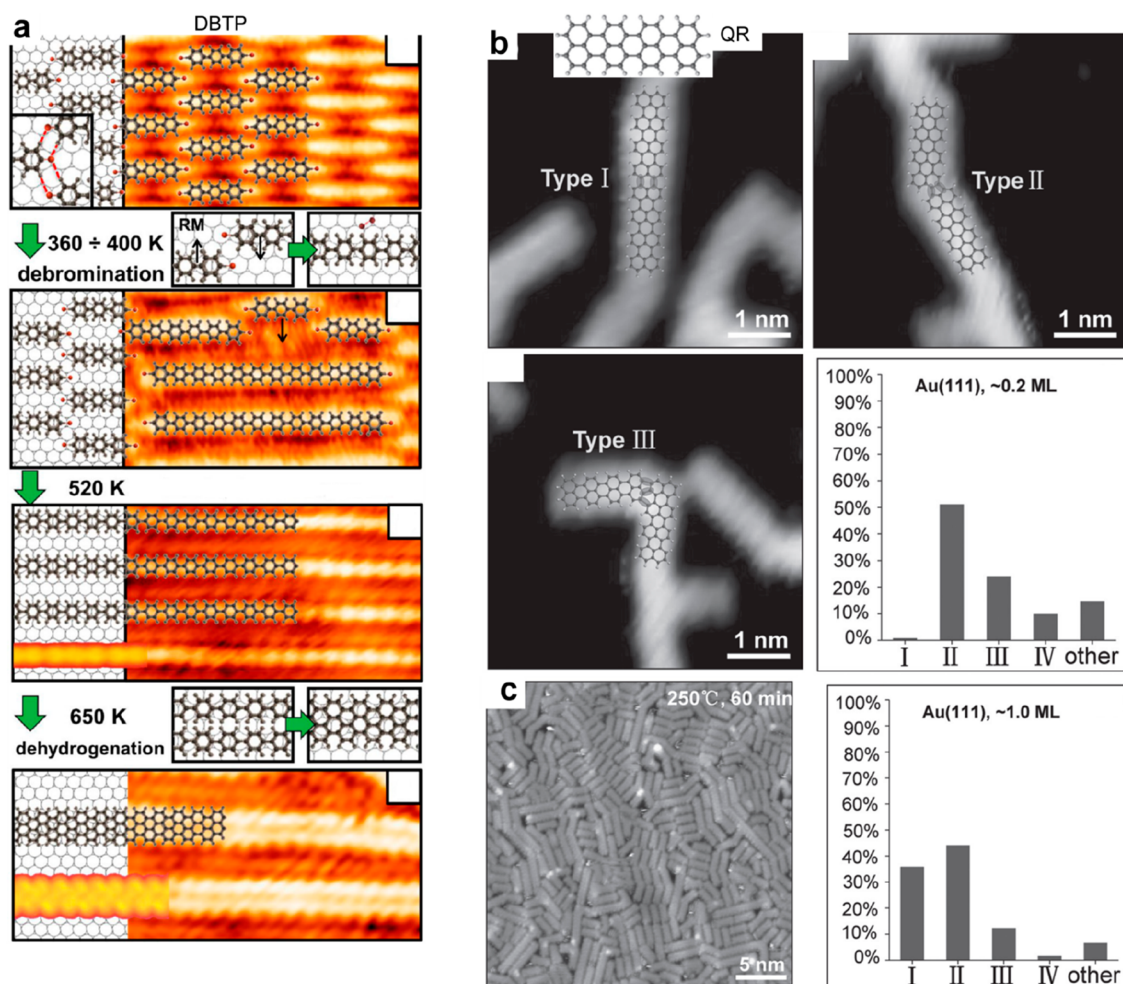 a
DBTP
RM
360 ÷ 400 K
debromination
520 K
650 K
dehydrogenation
b
QR
Type Ⅰ
1 nm
Type Ⅱ
1 nm
Type Ⅲ
1 nm
100%
90%
80%
70%
60%
50%
40%
30%
20%
10%
0%
Au(111), ~0.2 ML
Ⅰ Ⅱ Ⅲ Ⅳ other
c
250℃, 60 min
5 nm
100%
90%
80%
70%
60%
50%
40%
30%
20%
10%
0%
Au(111), ~1.0 ML
Ⅰ Ⅱ Ⅲ Ⅳ other